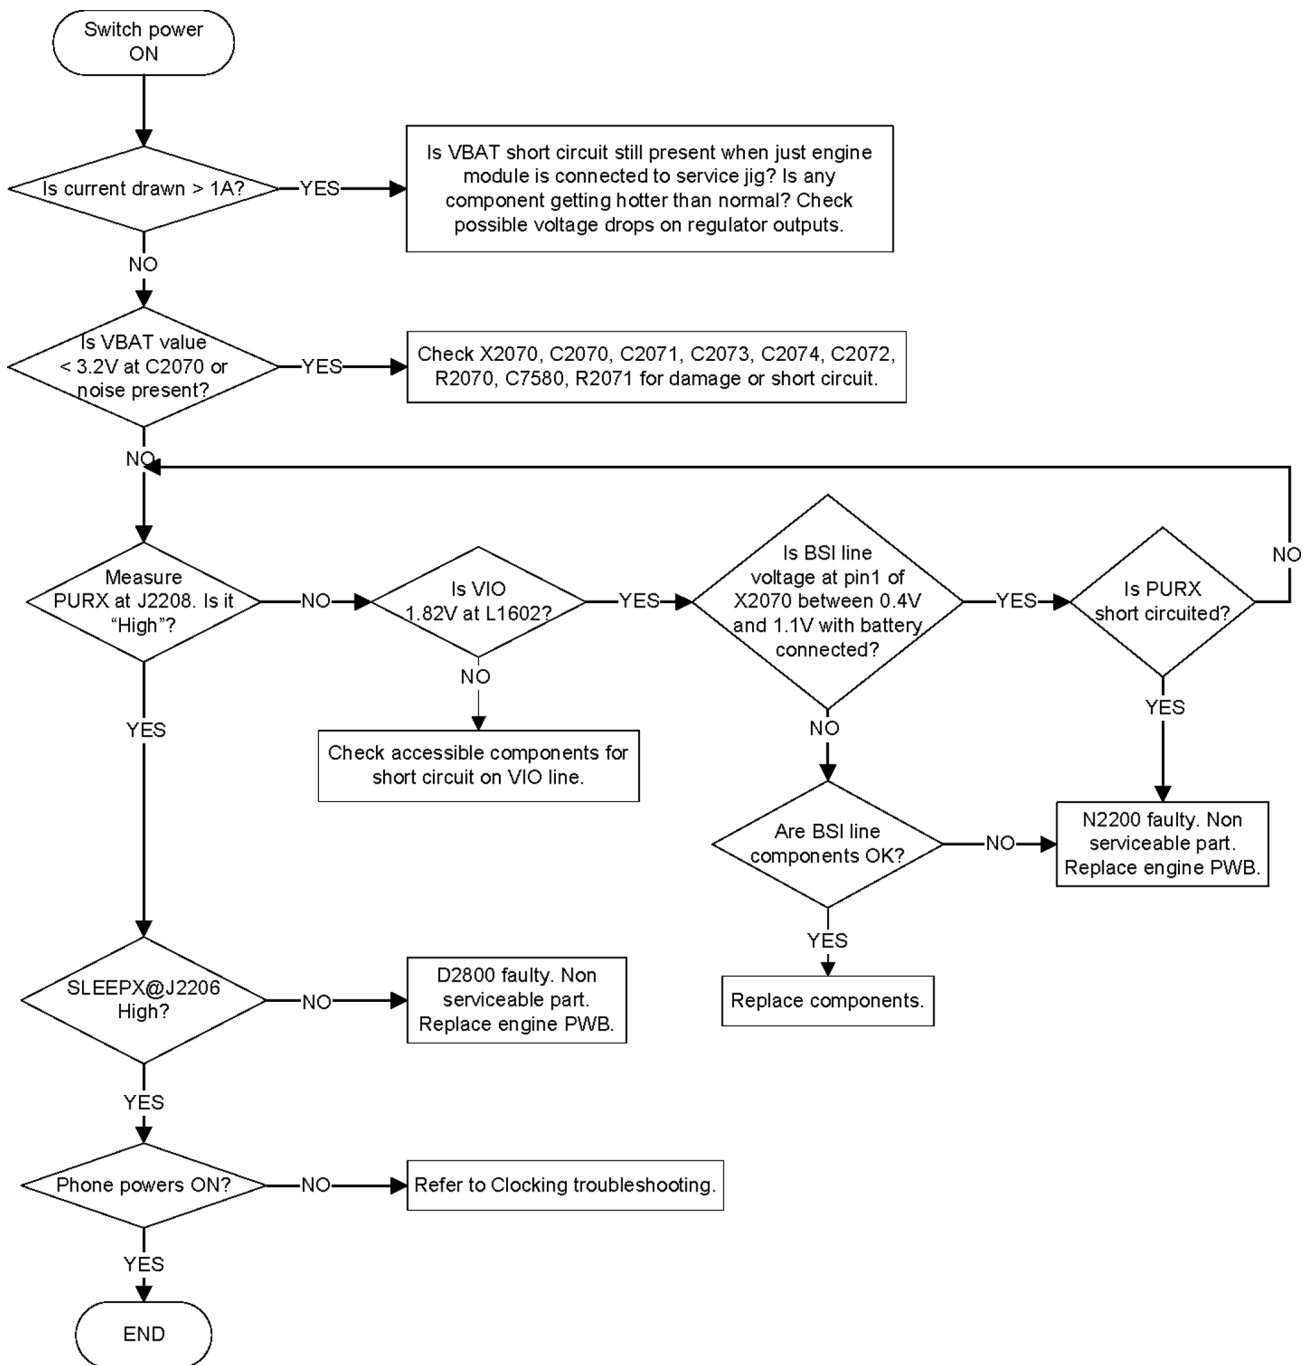 Switch power
ON
Is current drawn > 1A?
YES
Is VBAT short circuit still present when just engine
module is connected to service jig? Is any
component getting hotter than normal? Check
possible voltage drops on regulator outputs.
NO
Is VBAT value
< 3.2V at C2070 or
noise present?
YES
Check X2070, C2070, C2071, C2073, C2074, C2072,
R2070, C7580, R2071 for damage or short circuit.
NO
Measure
PURX at J2208. Is it
“High”?
NO
Is VIO
1.82V at L1602?
YES
Is BSI line
voltage at pin1 of
X2070 between 0.4V
and 1.1V with battery
connected?
YES
Is PURX
short circuited?
NO
YES
NO
Check accessible components for
short circuit on VIO line.
NO
YES
Are BSI line
components OK?
NO
N2200 faulty. Non
serviceable part.
Replace engine PWB.
YES
Replace components.
SLEEPX@J2206
High?
NO
D2800 faulty. Non
serviceable part.
Replace engine PWB.
YES
Phone powers ON?
NO
Refer to Clocking troubleshooting.
YES
END